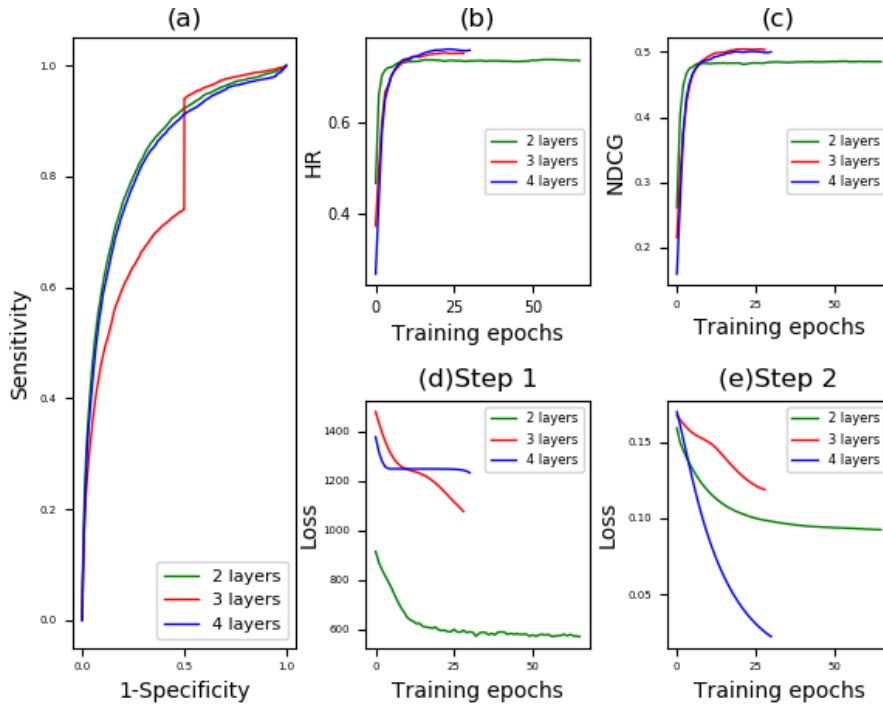 (a)
Sensitivity
1.0
0.8
0.6
0.4
0.2
0.0
2 layers
3 layers
4 layers
0.0
0.5
1.0
1-Specificity
(b)
HR
0.6
0.4
2 layers
3 layers
4 layers
0
25
50
Training epochs
(c)
NDCG
0.5
0.4
0.3
0.2
2 layers
3 layers
4 layers
0
25
50
Training epochs
(d)Step 1
Loss
1400
1200
1000
800
600
2 layers
3 layers
4 layers
0
25
50
Training epochs
(e)Step 2
Loss
0.15
0.10
0.05
2 layers
3 layers
4 layers
0
25
50
Training epochs